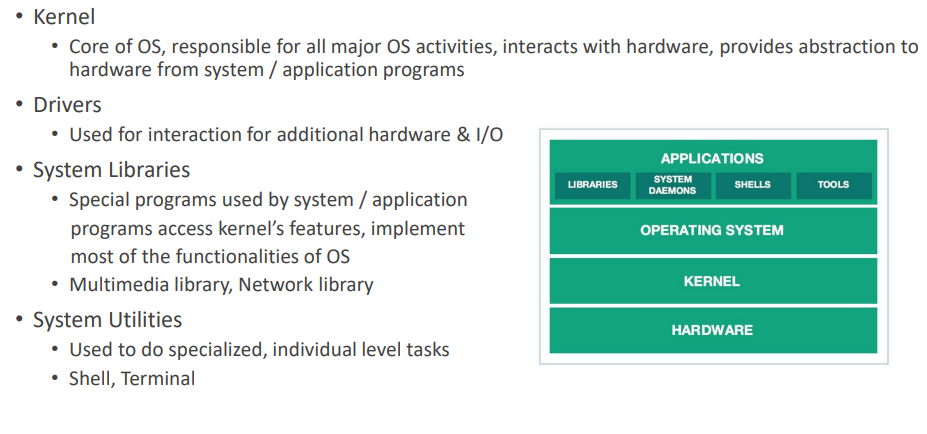 • Kernel
• Core of OS, responsible for all major OS activities, interacts with hardware, provides abstraction to
hardware from system / application programs
• Drivers
• Used for interaction for additional hardware & I/O
• System Libraries
• Special programs used by system / application
programs access kernel's features, implement
most of the functionalities of OS
• Multimedia library, Network library
• System Utilities
• Used to do specialized, individual level tasks
• Shell, Terminal
APPLICATIONS
LIBRARIES
SYSTEM
DAEMONS
SHELLS
TOOLS
OPERATING SYSTEM
KERNEL
HARDWARE